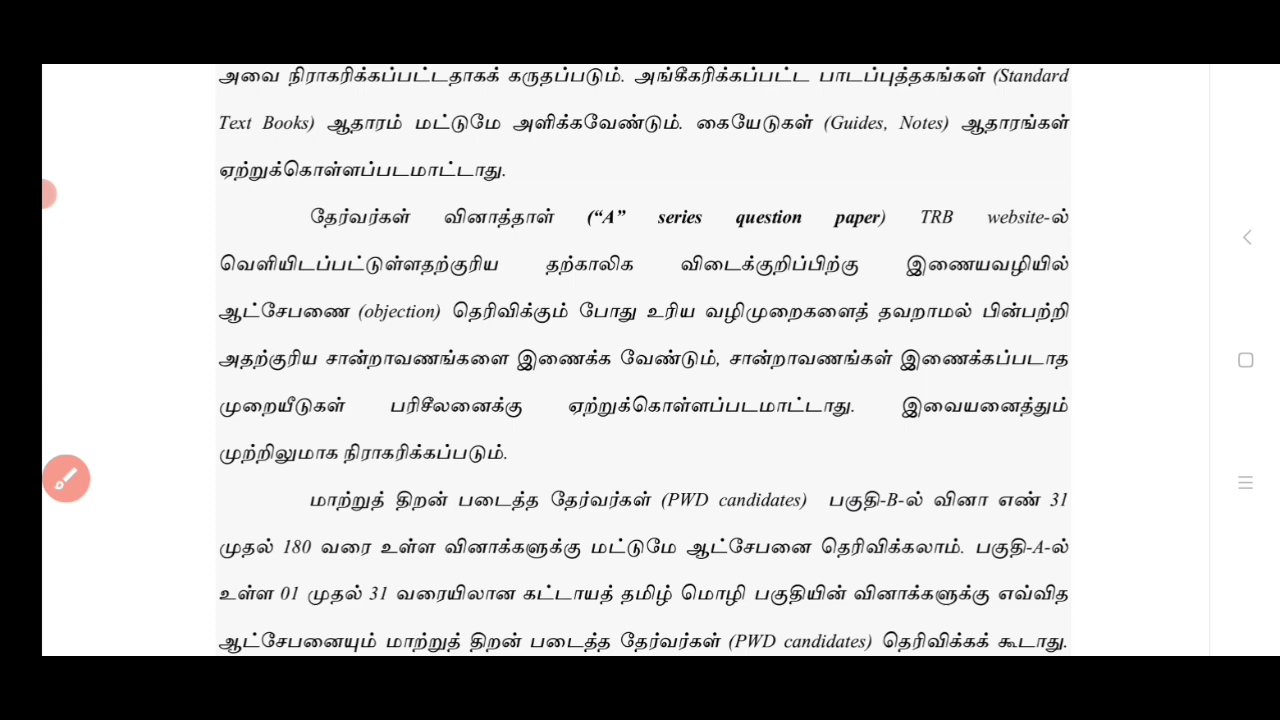 அவை நிராகரிக்கப்பட்டதாகக் கருதப்படும். அங்கீகரிக்கப்பட்ட பாடப்புத்தகங்கள் (Standard
Text Books) ஆதாரம் மட்டுமே அளிக்கவேண்டும். கையேடுகள் (Guides, Notes) ஆதாரங்கள்
ஏற்றுக்கொள்ளப்படமாட்டாது.
தேர்வர்கள் வினாத்தாள் (“A” series question paper) TRB website-ல்
வெளியிடப்பட்டுள்ளதற்குரிய தற்காலிக விடைக்குறிப்பிற்கு இணையவழியில்
ஆட்சேபணை (objection) தெரிவிக்கும் போது உரிய வழிமுறைகளைத் தவறாமல் பின்பற்றி
அதற்குரிய சான்றாவணங்களை இணைக்க வேண்டும், சான்றாவணங்கள் இணைக்கப்படாத
முறையீடுகள் பரிசீலனைக்கு ஏற்றுக்கொள்ளப்படமாட்டாது. இவையனைத்தும்
முற்றிலுமாக நிராகரிக்கப்படும்.
மாற்றுத் திறன் படைத்த தேர்வர்கள் (PWD candidates) பகுதி-B-ல் வினா எண் 31
முதல் 180 வரை உள்ள வினாக்களுக்கு மட்டுமே ஆட்சேபனை தெரிவிக்கலாம். பகுதி-A-ல்
உள்ள 01 முதல் 31 வரையிலான கட்டாயத் தமிழ் மொழி பகுதியின் வினாக்களுக்கு எவ்வித
ஆட்சேபனையும் மாற்றுத் திறன் படைத்த தேர்வர்கள் (PWD candidates) தெரிவிக்கக் கூடாது.